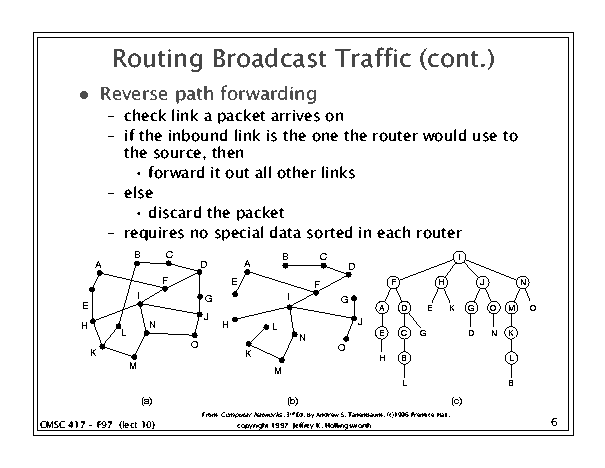 Routing Broadcast Traffic (cont.)
● Reverse path forwarding
– check link a packet arrives on
– if the inbound link is the one the router would use to
the source, then
• forward it out all other links
– else
• discard the packet
– requires no special data sorted in each router
A B C D E F G H I J K L M N O
A B C D E F G H I J K L M N O
I
F H J N
A D E K G O M O
E C G D N K
H B L
L B
(a) (b) (c)
From: Computer Networks, 3rd Ed. by Andrew S. Tanenbaum, (c)1996 Prentice Hall.
CMSC 417 – F97 (lect 10) copyright 1997 Jeffrey K. Hollingsworth 6